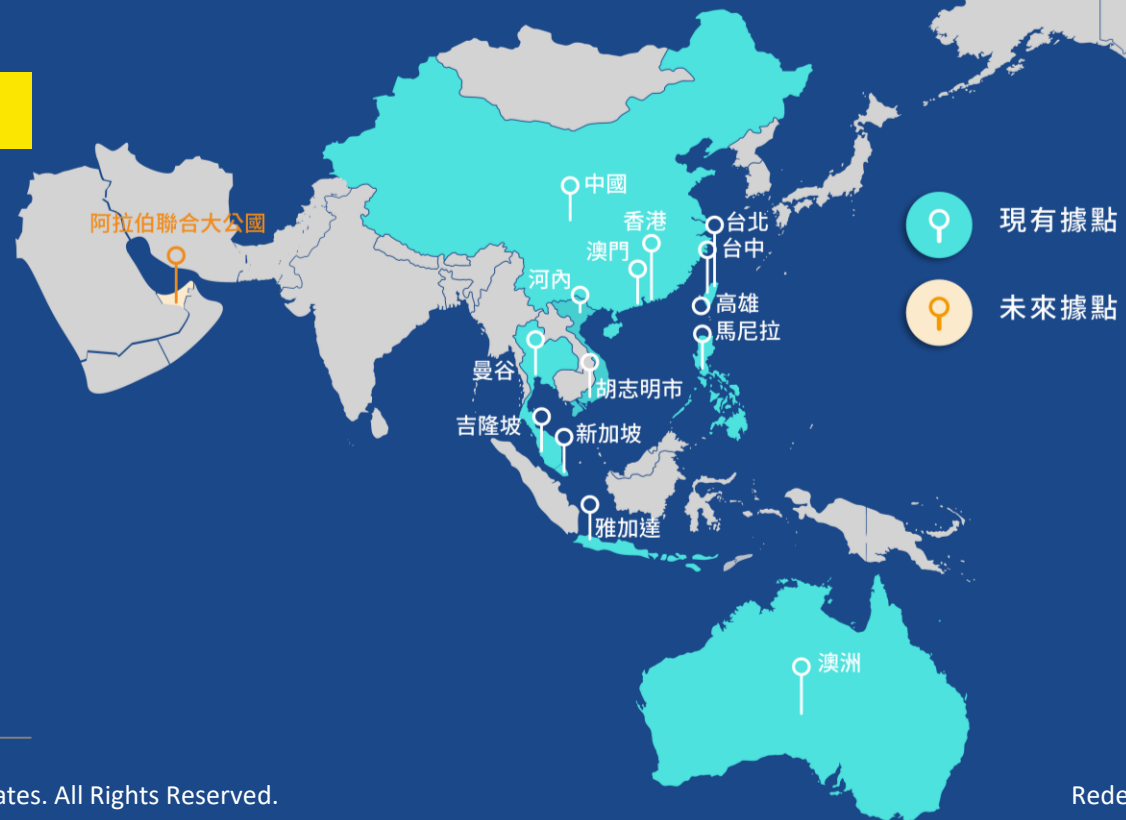 中國
香港
台北
現有據點
阿拉伯聯合大公國
澳門
台中
河內
高雄
未來據點
馬尼拉
曼谷
胡志明市
吉隆坡
新加坡
雅加達
澳洲
ates. All Rights Reserved.
Rede